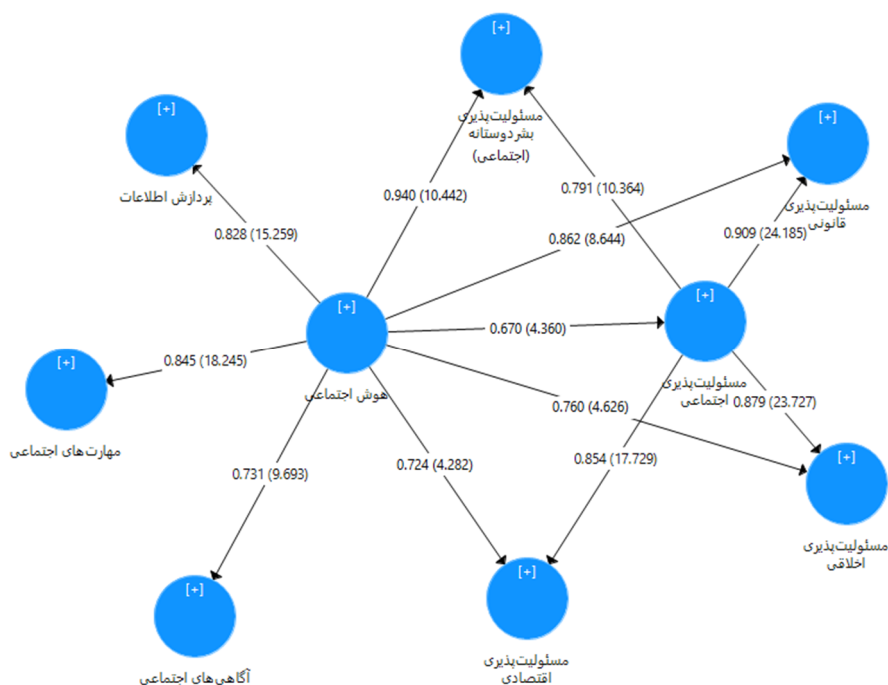 [+]
مسئولیت‌پذیری
بشردوستانه
(اجتماعی)
[+]
پردازش اطلاعات
[+]
مسئولیت‌پذیری
قانونی
0.940 (10.442)
0.791 (10.364)
0.828 (15.259)
0.862 (8.644)
0.909 (24.185)
[+]
هوش اجتماعی
0.670 (4.360)
[+]
مسئولیت‌پذیری
اجتماعی
0.845 (18.245)
[+]
مهارت‌های اجتماعی
0.760 (4.626)
0.879 (23.727)
0.731 (9.693)
0.724 (4.282)
0.854 (17.729)
[+]
مسئولیت‌پذیری
اخلاقی
[+]
آگاهی‌های اجتماعی
[+]
مسئولیت‌پذیری
اقتصادی